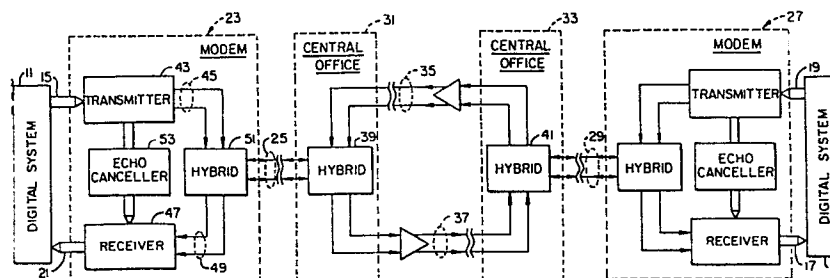 23
31
33
27
MODEM
CENTRAL
OFFICE
CENTRAL
OFFICE
MODEM
11
15
43
45
35
19
TRANSMITTER
TRANSMITTER
DIGITAL SYSTEM
53
ECHO
CANCELLER
51
HYBRID
25
39
HYBRID
41
HYBRID
29
HYBRID
ECHO
CANCELLER
DIGITAL SYSTEM
47
RECEIVER
49
37
RECEIVER
21
17